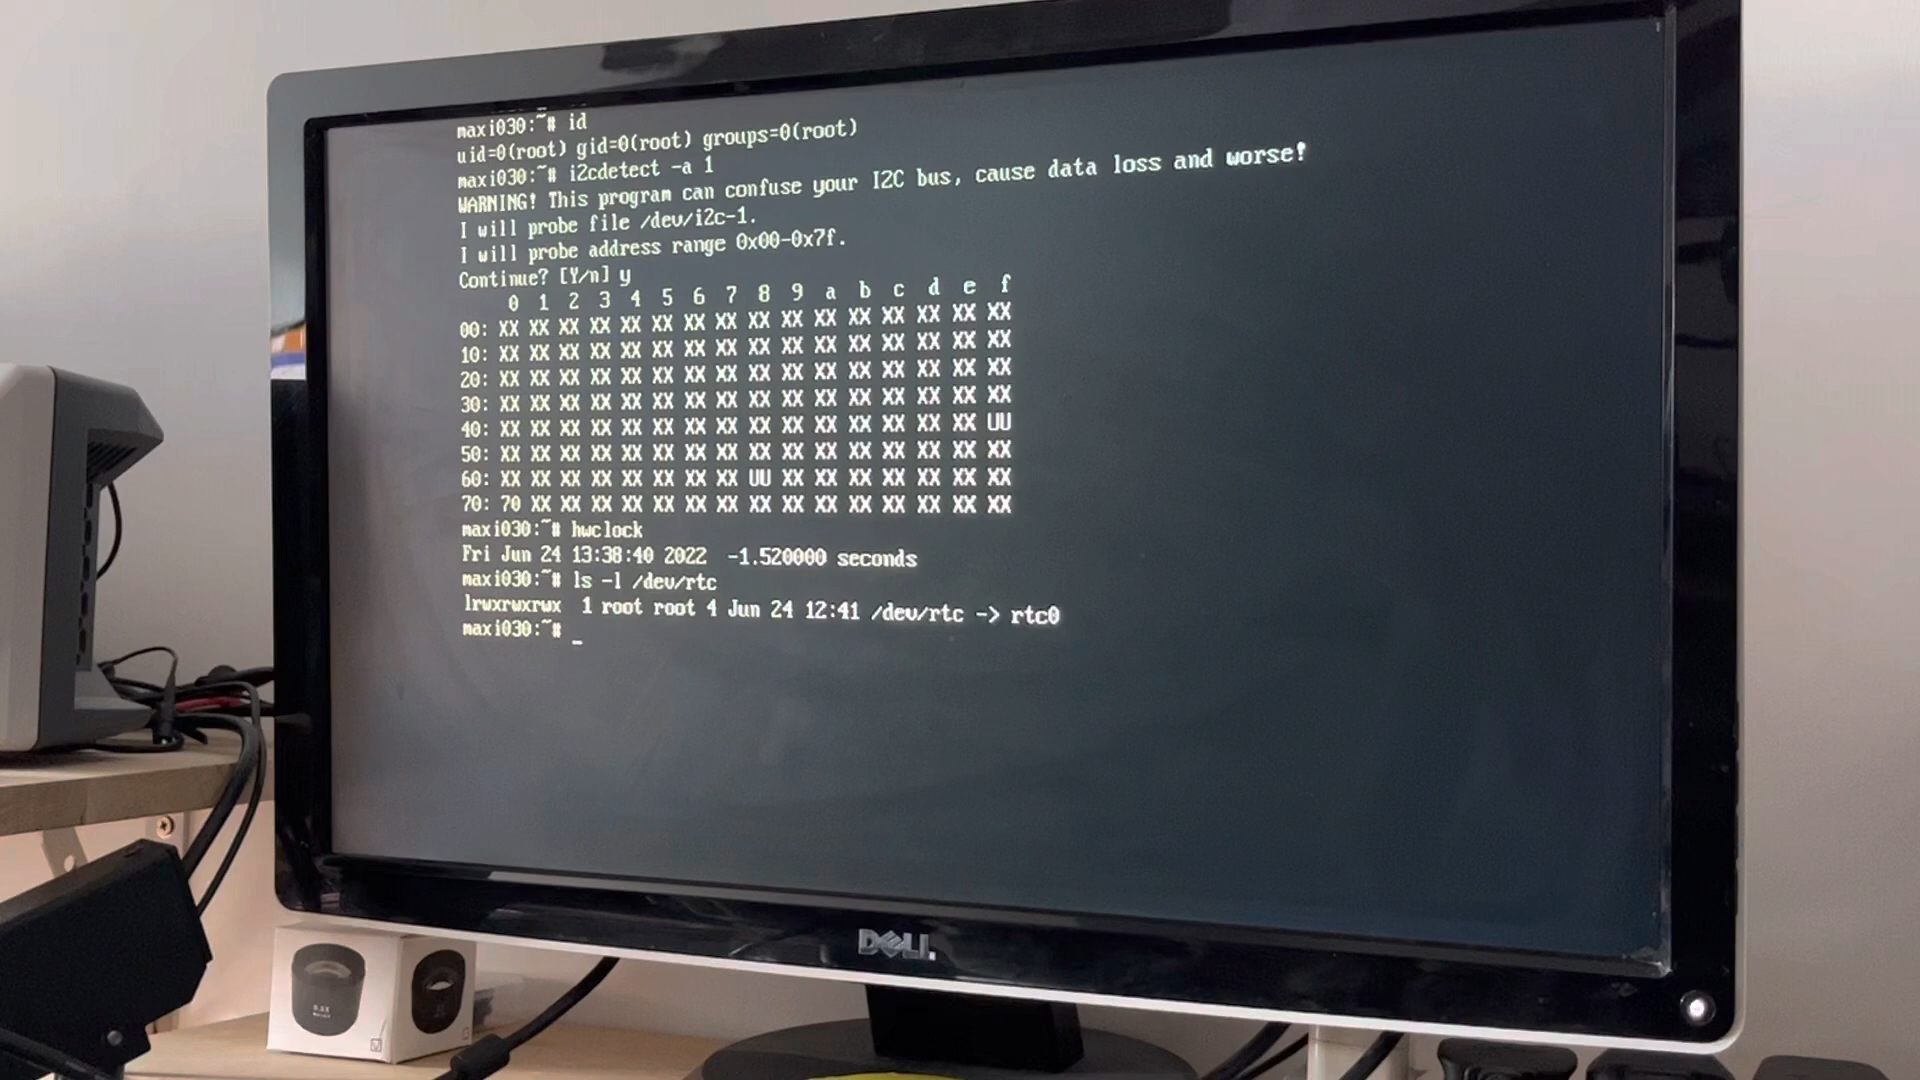 maxi030:~# id
uid=0(root) gid=0(root) groups=0(root)
maxi030:~# i2cdetect -a 1
WARNING! This program can confuse your I2C bus, cause data loss and worse!
I will probe file /dev/i2c-1.
I will probe address range 0x00-0x7f.
Continue? [Y/n] y
0 1 2 3 4 5 6 7 8 9 a b c d e f
00: XX XX XX XX XX XX XX XX XX XX XX XX XX XX XX XX
10: XX XX XX XX XX XX XX XX XX XX XX XX XX XX XX XX
20: XX XX XX XX XX XX XX XX XX XX XX XX XX XX XX XX
30: XX XX XX XX XX XX XX XX XX XX XX XX XX XX XX XX
40: XX XX XX XX XX XX XX XX XX XX XX XX XX XX XX UU
50: XX XX XX XX XX XX XX XX XX XX XX XX XX XX XX XX
60: XX XX XX XX XX XX XX XX UU XX XX XX XX XX XX XX
70: 70 XX XX XX XX XX XX XX XX XX XX XX XX XX XX XX
maxi030:~# hwclock
Fri Jun 24 13:38:40 2022  -1.520000 seconds
maxi030:~# ls -l /dev/rtc
lrwxrwxrwx  1 root root 4 Jun 24 12:41 /dev/rtc -> rtc0
maxi030:~# _
DELL